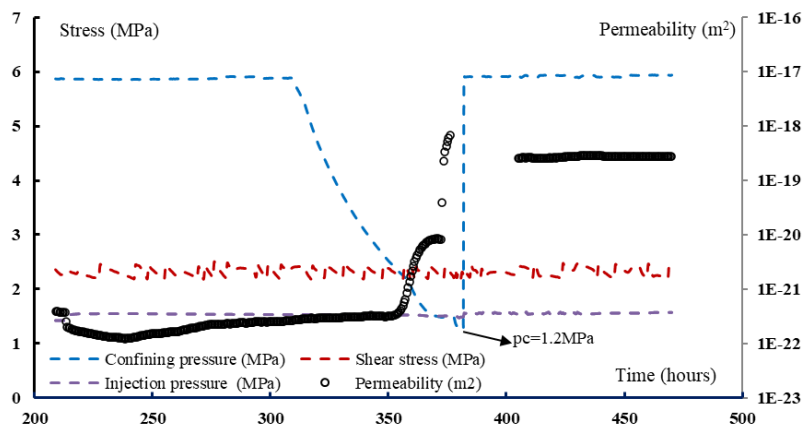 7
Stress (MPa)
Permeability (m²)
1E-16
6
1E-17
5
1E-18
4
1E-19
3
1E-20
2
1E-21
1
pc=1.2MPa
1E-22
Confining pressure (MPa)
Shear stress (MPa)
Injection pressure (MPa)
Permeability (m2)
Time (hours)
0
1E-23
200
250
300
350
400
450
500